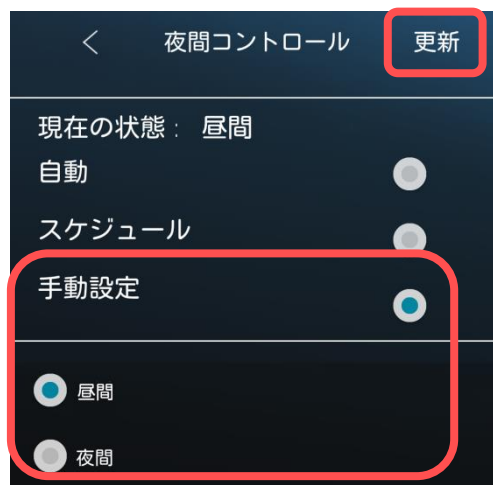 < 夜間コントロール 更新
現在の状態： 昼間
自動
スケジュール
手動設定
昼間
夜間